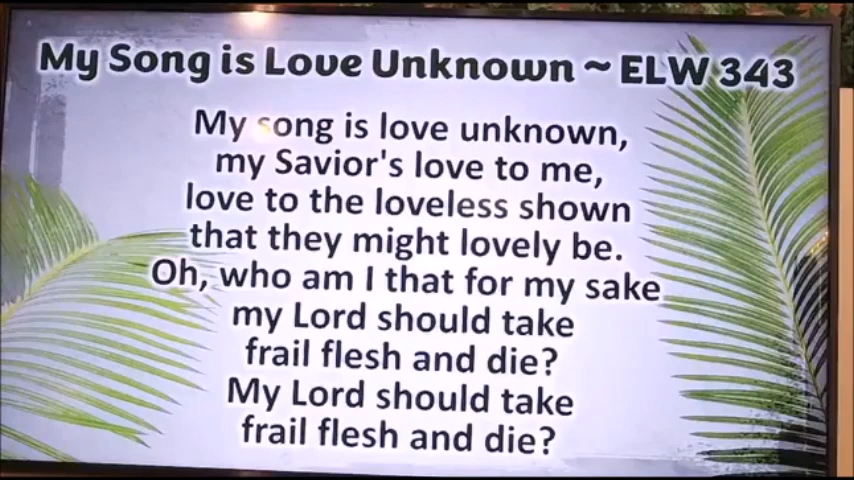 My Song is Love Unknown ~ ELW 343
My song is love unknown,
my Savior's love to me,
love to the loveless shown
that they might lovely be.
Oh, who am I that for my sake
my Lord should take
frail flesh and die?
My Lord should take
frail flesh and die?